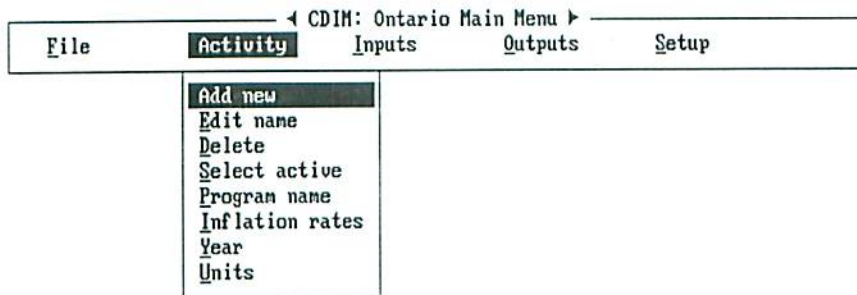 CDIM: Ontario Main Menu
File Activity Inputs Outputs Setup
Add new
Edit name
Delete
Select active
Program name
Inflation rates
Year
Units